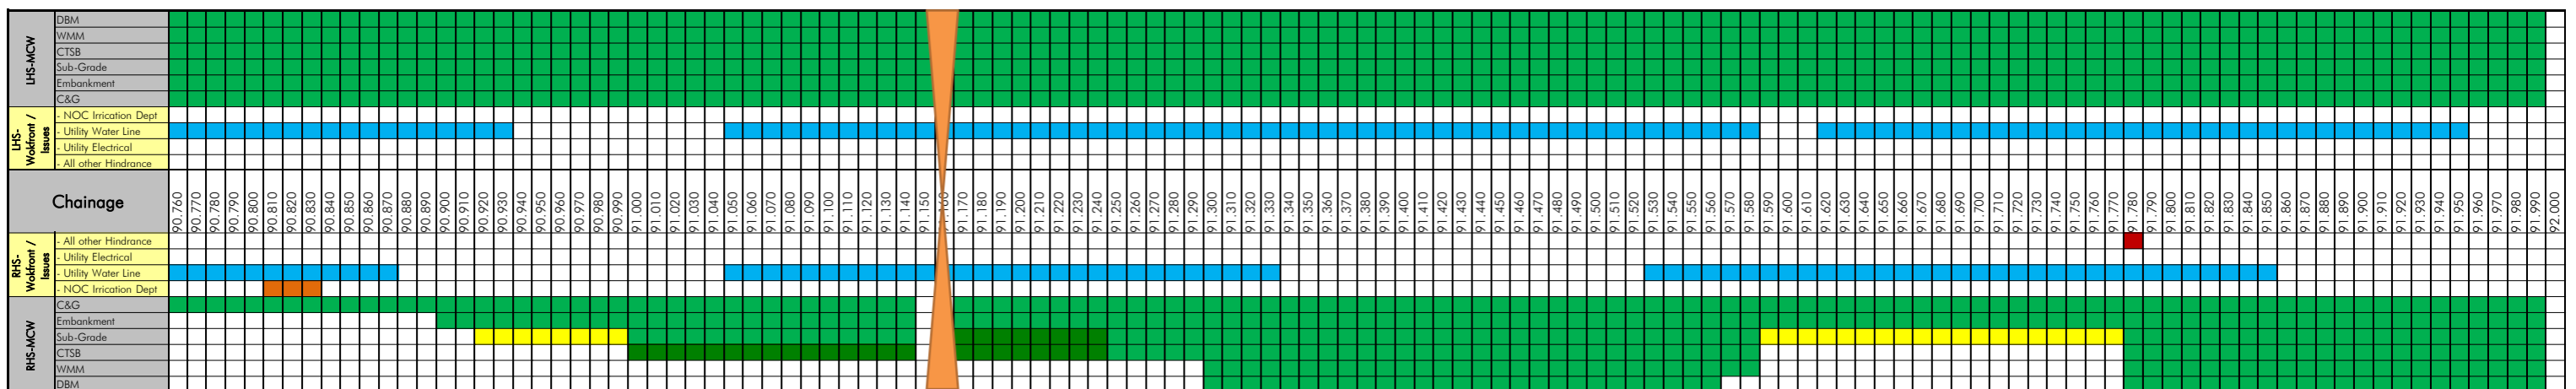 LHS-MCW
DBM
WMM
CTSB
Sub-Grade
Embankment
C&G
LHS-
Wokfront /
Issues
- NOC Irrication Dept
- Utility Water Line
- Utility Electrical
- All other Hindrance
Chainage
90.760 90.770 90.780 90.790 90.800 90.810 90.820 90.830 90.840 90.850 90.860 90.870 90.880 90.890 90.900 90.910 90.920 90.930 90.940 90.950 90.960 90.970 90.980 90.990 91.000 91.010 91.020 91.030 91.040 91.050 91.060 91.070 91.080 91.090 91.100 91.110 91.120 91.130 91.140 91.150 91.170 91.180 91.190 91.200 91.210 91.220 91.230 91.240 91.250 91.260 91.270 91.280 91.290 91.300 91.310 91.320 91.330 91.340 91.350 91.360 91.370 91.380 91.390 91.400 91.410 91.420 91.430 91.440 91.450 91.460 91.470 91.480 91.490 91.500 91.510 91.520 91.530 91.540 91.550 91.560 91.570 91.580 91.590 91.600 91.610 91.620 91.630 91.640 91.650 91.660 91.670 91.680 91.690 91.700 91.710 91.720 91.730 91.740 91.750 91.760 91.770 91.780 91.790 91.800 91.810 91.820 91.830 91.840 91.850 91.860 91.870 91.880 91.890 91.900 91.910 91.920 91.930 91.940 91.950 91.960 91.970 91.980 91.990 92.000
RHS-
Wokfront /
Issues
- All other Hindrance
- Utility Electrical
- Utility Water Line
- NOC Irrication Dept
RHS-MCW
C&G
Embankment
Sub-Grade
CTSB
WMM
DBM